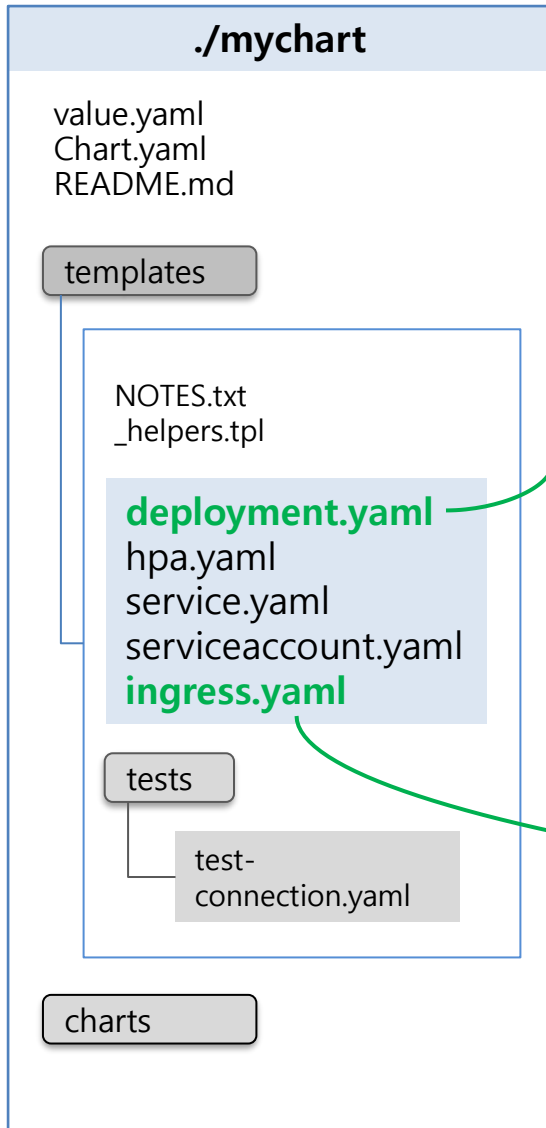 ./mychart
value.yaml
Chart.yaml
README.md
templates
NOTES.txt
_helpers.tpl
deployment.yaml
hpa.yaml
service.yaml
serviceaccount.yaml
ingress.yaml
tests
test-
connection.yaml
charts